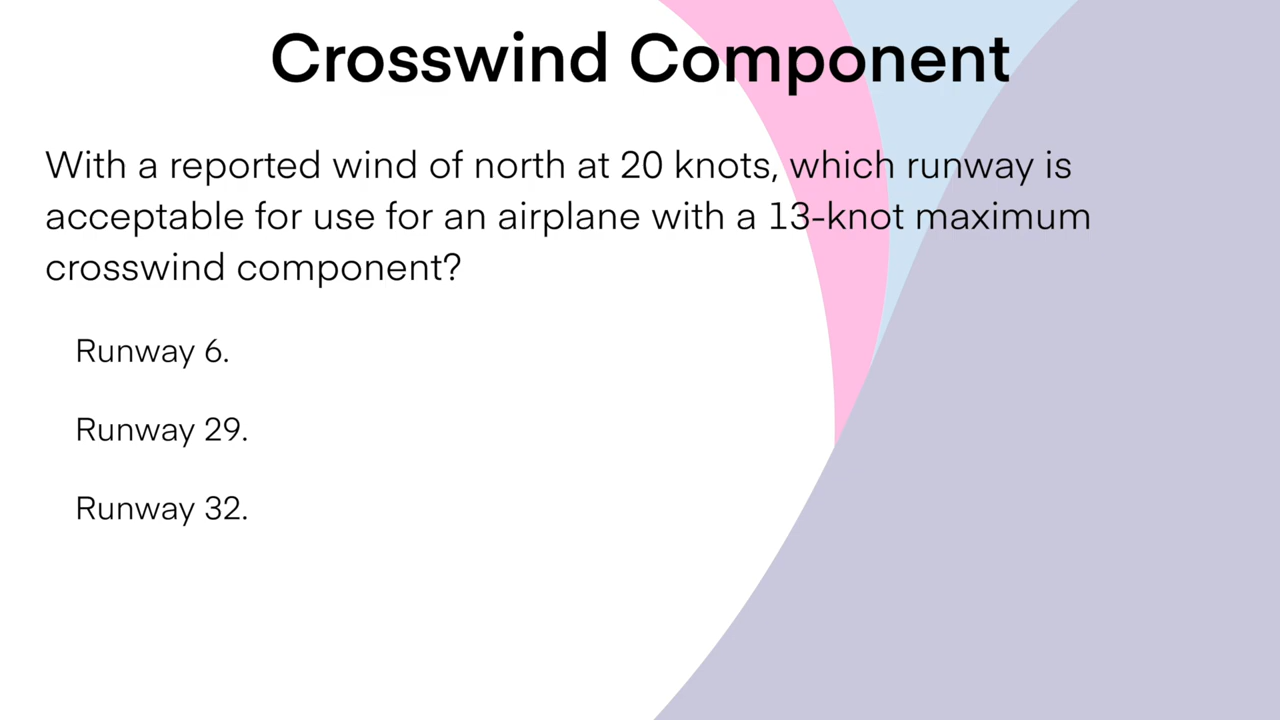 Crosswind Component
With a reported wind of north at 20 knots, which runway is
acceptable for use for an airplane with a 13-knot maximum
crosswind component?
Runway 6.
Runway 29.
Runway 32.